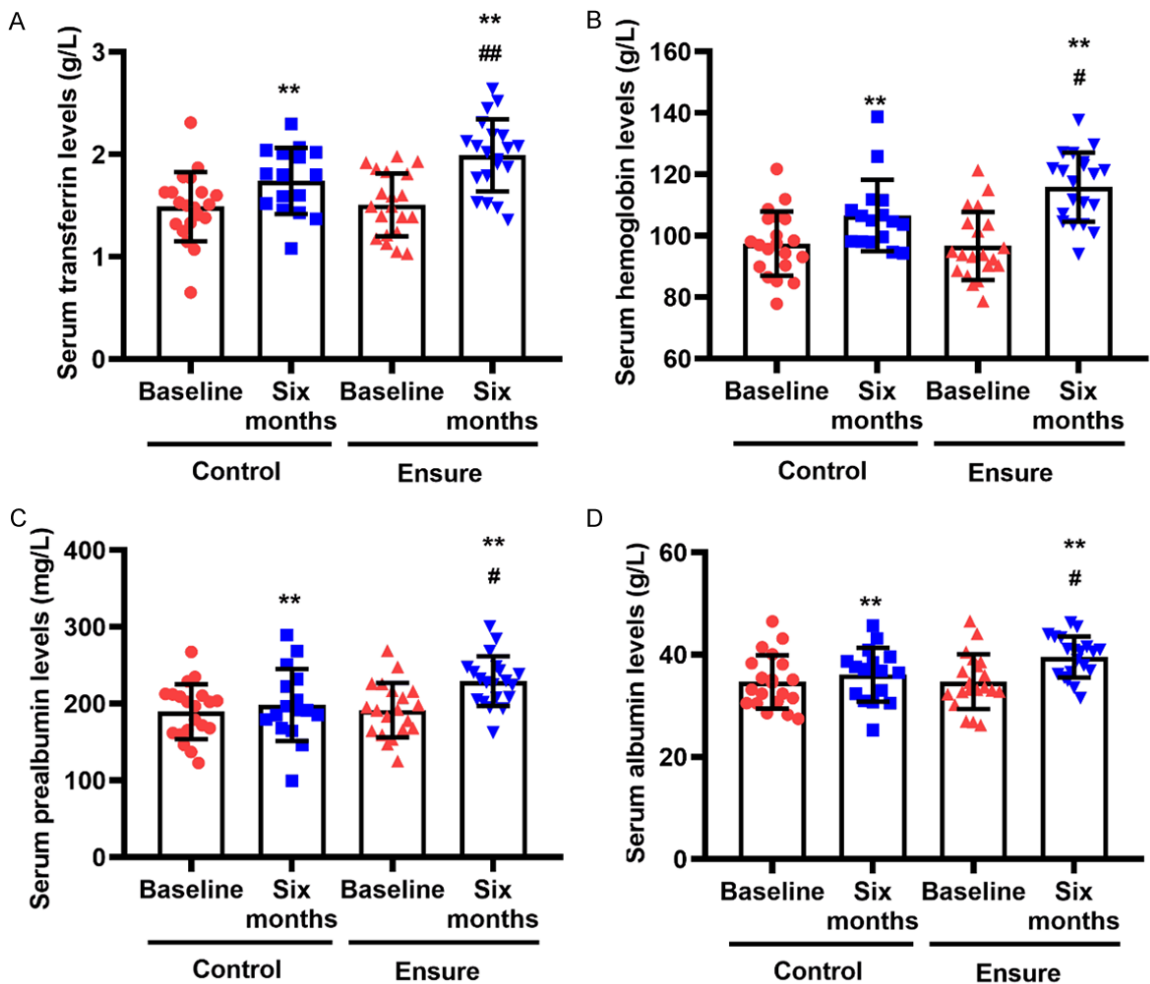 A
Serum transferrin levels (g/L)
3
2
1
0
**
**
##
Baseline
Six
months
Baseline
Six
months
Control
Ensure
B
Serum hemoglobin levels (g/L)
160
140
120
100
80
60
**
**
#
Baseline
Six
months
Baseline
Six
months
Control
Ensure
C
Serum prealbumin levels (mg/L)
400
300
200
100
0
**
**
#
Baseline
Six
months
Baseline
Six
months
Control
Ensure
D
Serum albumin levels (g/L)
60
40
20
0
**
**
#
Baseline
Six
months
Baseline
Six
months
Control
Ensure